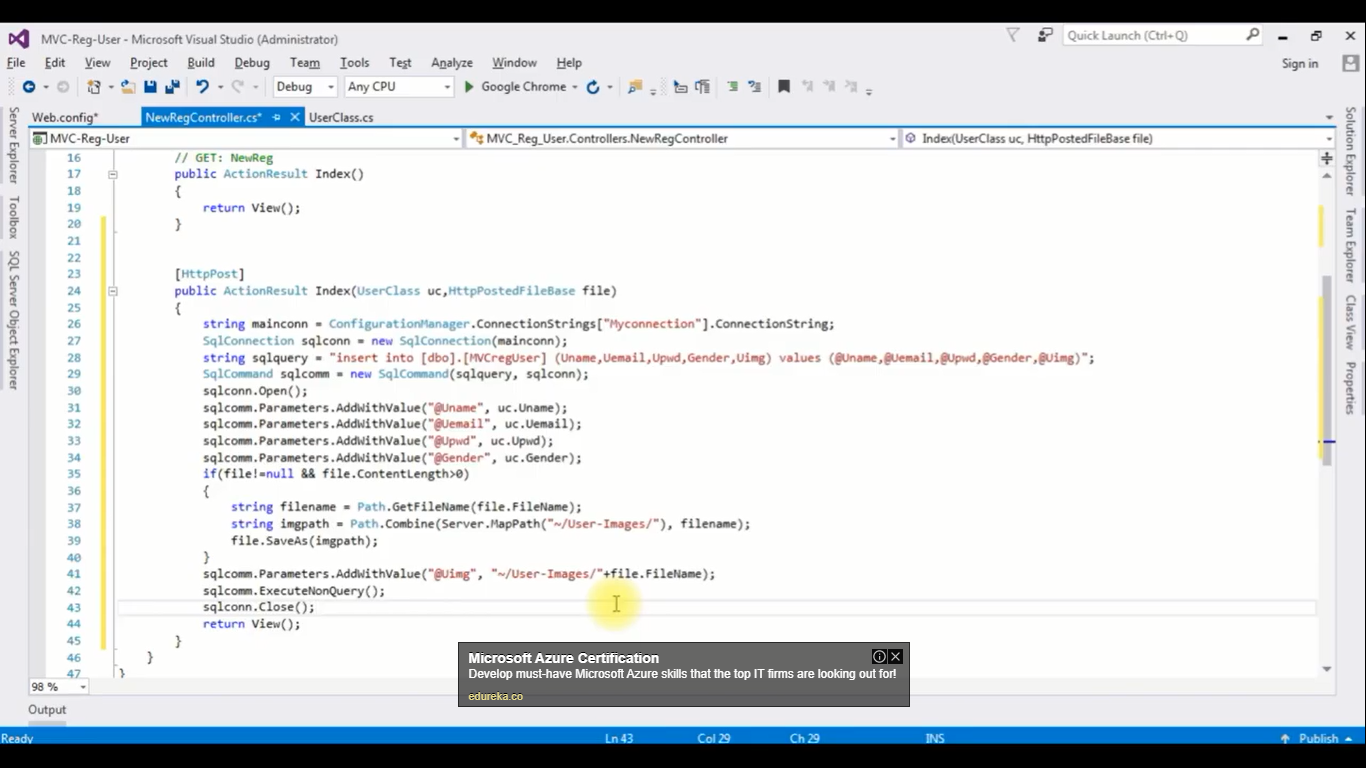 MVC-Reg-User - Microsoft Visual Studio (Administrator)
Quick Launch (Ctrl+Q)
File Edit View Project Build Debug Team Tools Test Analyze Window Help
Sign in
Debug Any CPU Google Chrome
Web.config* NewRegController.cs* UserClass.cs
MVC-Reg-User MVC_Reg_User.Controllers.NewRegController Index(UserClass uc, HttpPostedFileBase file)
Server Explorer
Toolbox
SQL Server Object Explorer
16 // GET: NewReg
17 public ActionResult Index()
18 {
19 return View();
20 }
21
22
23 [HttpPost]
24 public ActionResult Index(UserClass uc,HttpPostedFileBase file)
25 {
26 string mainconn = ConfigurationManager.ConnectionStrings["Myconnection"].ConnectionString;
27 SqlConnection sqlconn = new SqlConnection(mainconn);
28 string sqlquery = "insert into [dbo].[MVCregUser] (Uname,Uemail,Upwd,Gender,Uimg) values (@Uname,@Uemail,@Upwd,@Gender,@Uimg)";
29 SqlCommand sqlcomm = new SqlCommand(sqlquery, sqlconn);
30 sqlconn.Open();
31 sqlcomm.Parameters.AddWithValue("@Uname", uc.Uname);
32 sqlcomm.Parameters.AddWithValue("@Uemail", uc.Uemail);
33 sqlcomm.Parameters.AddWithValue("@Upwd", uc.Upwd);
34 sqlcomm.Parameters.AddWithValue("@Gender", uc.Gender);
35 if(file!=null && file.ContentLength>0)
36 {
37 string filename = Path.GetFileName(file.FileName);
38 string imgpath = Path.Combine(Server.MapPath("~/User-Images/"), filename);
39 file.SaveAs(imgpath);
40 }
41 sqlcomm.Parameters.AddWithValue("@Uimg", "~/User-Images/"+file.FileName);
42 sqlcomm.ExecuteNonQuery();
43 sqlconn.Close();
44 return View();
45 }
46 }
47 }
Solution Explorer
Team Explorer
Class View
Properties
Microsoft Azure Certification
Develop must-have Microsoft Azure skills that the top IT firms are looking out for!
edureka.co
98 %
Output
Ready Ln 43 Col 29 Ch 29 INS Publish